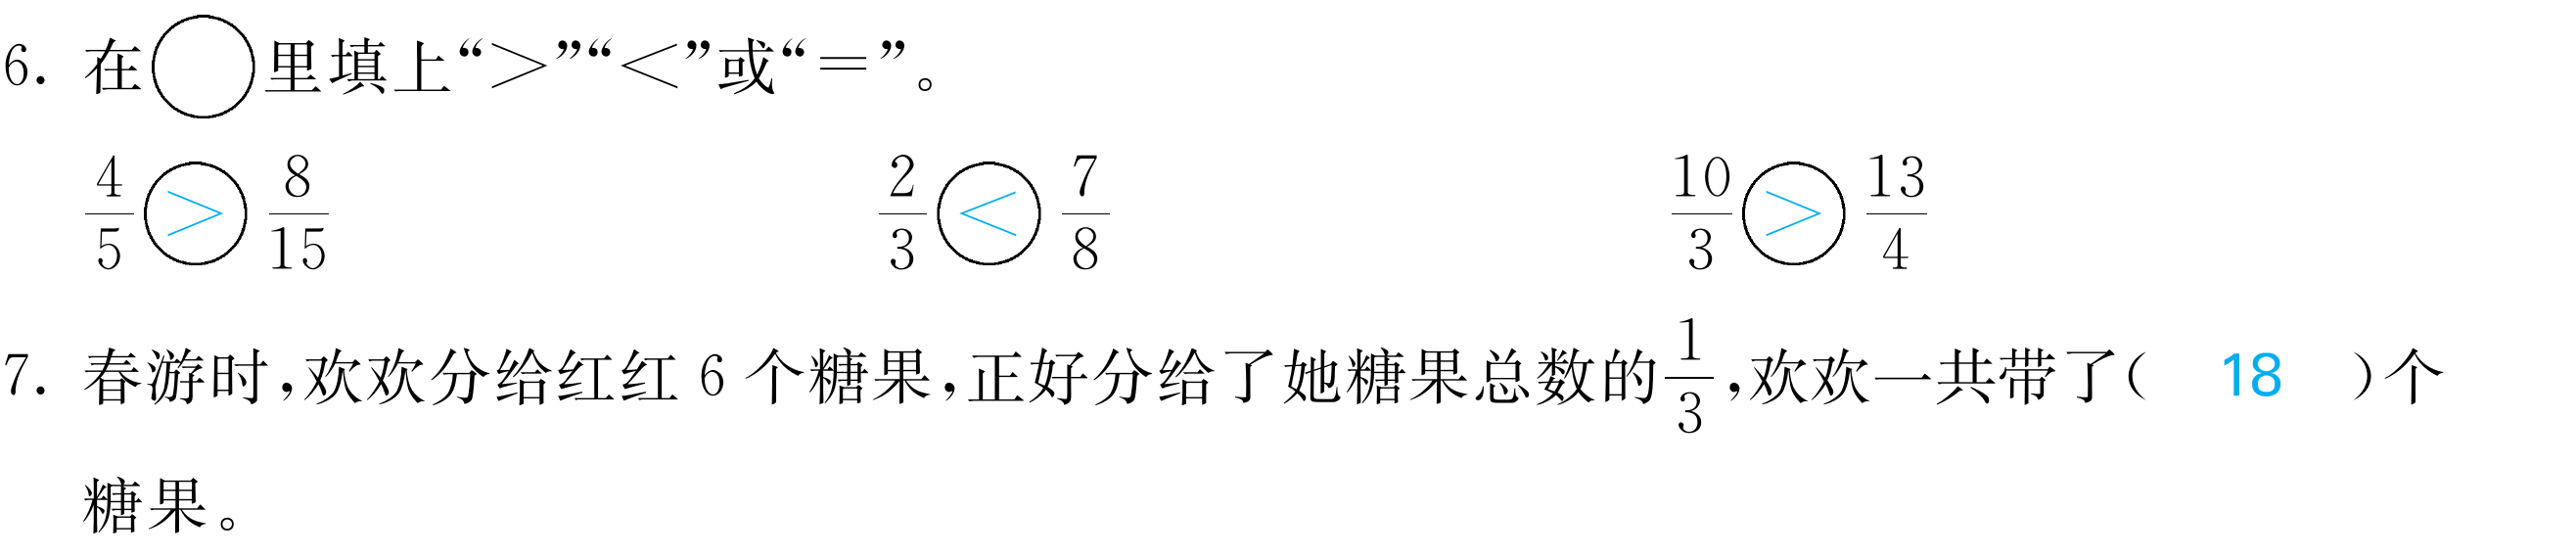 6. 在○里填上“>”“<”或“=”。
4/5 > 8/15  2/3 < 7/8  10/3 > 13/4
7. 春游时,欢欢分给红红 6 个糖果,正好分给了她糖果总数的1/3,欢欢一共带了( 18 )个
糖果。